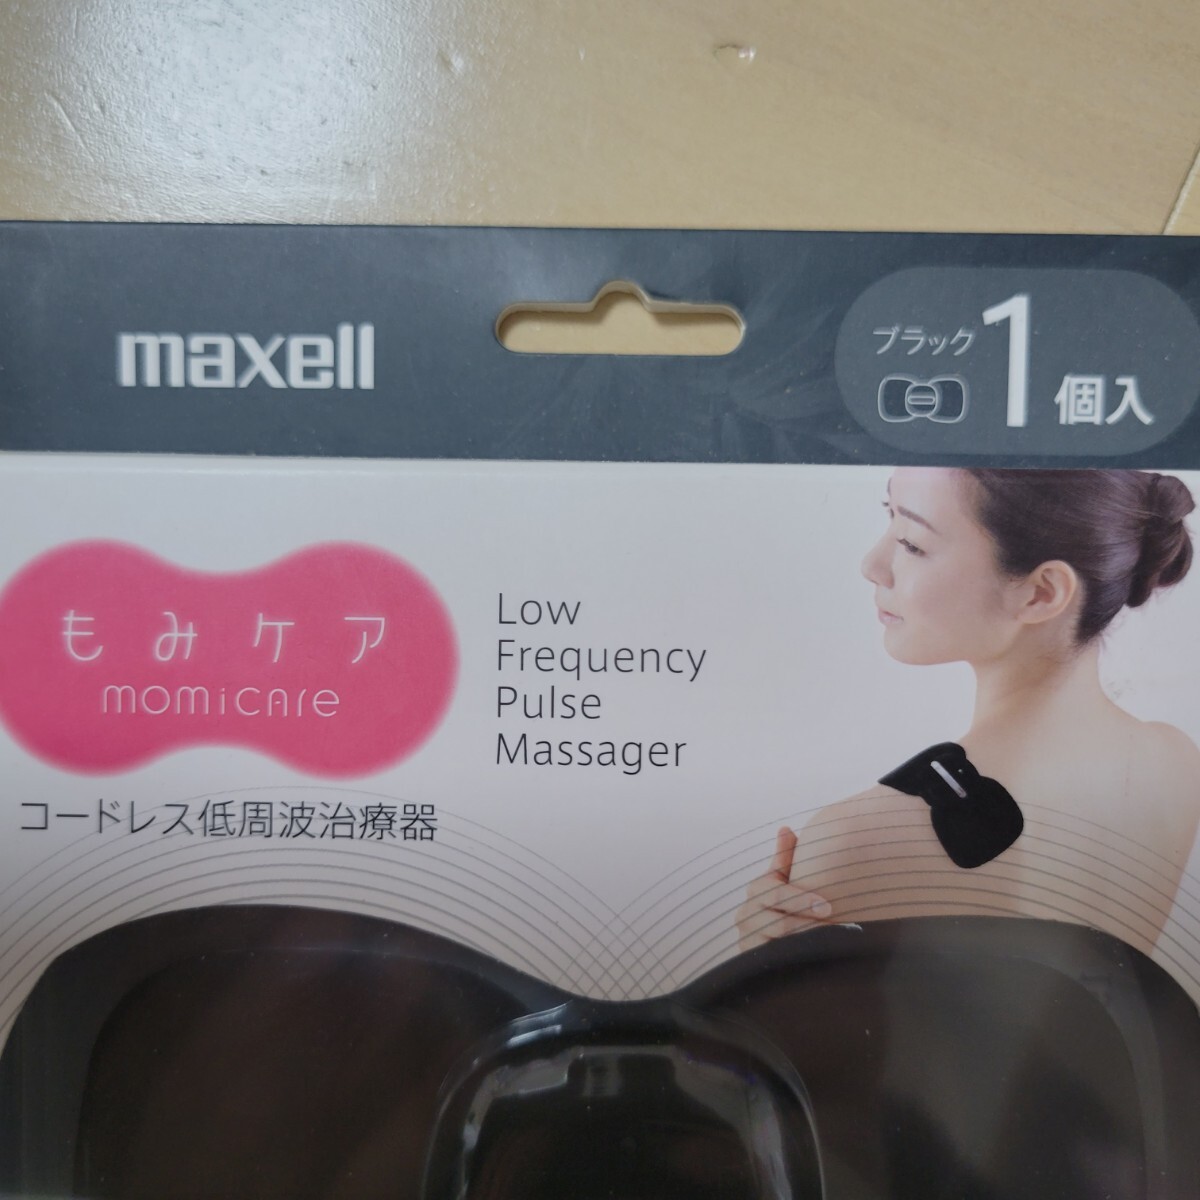 maxell
ブラック
1個入
もみケア
momicare
Low
Frequency
Pulse
Massager
コードレス低周波治療器